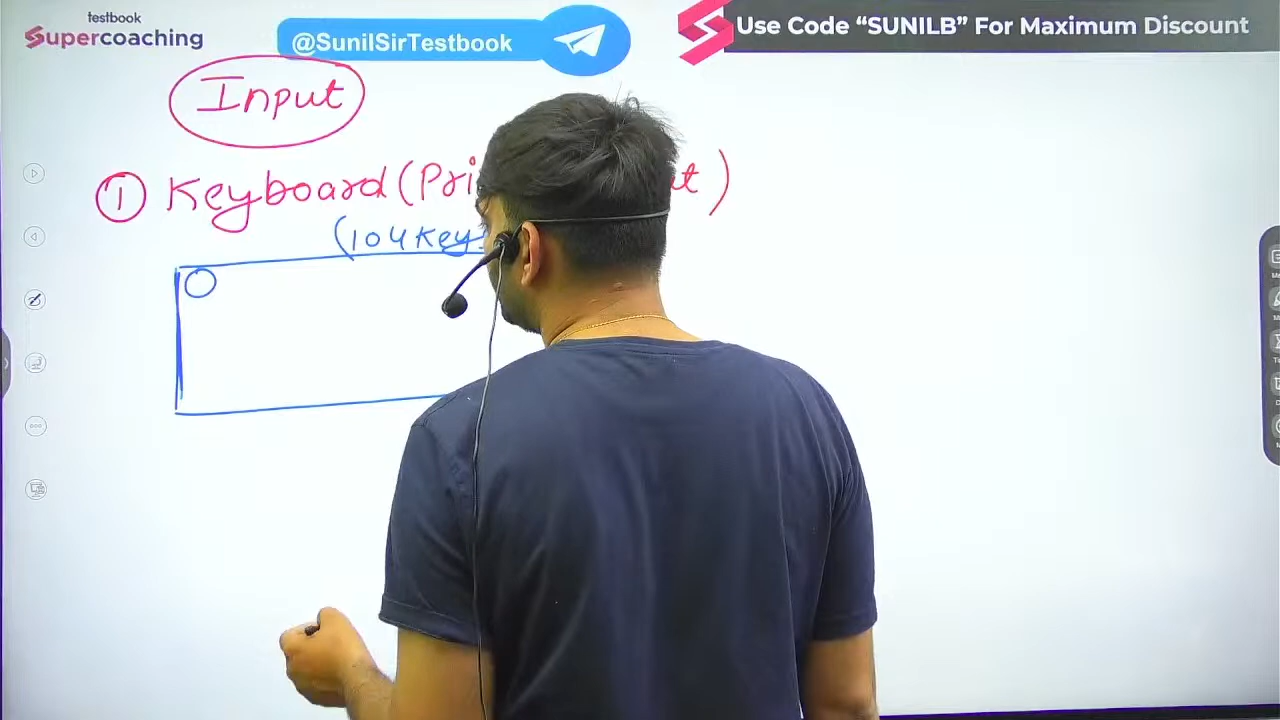 testbook
Supercoaching
@SunilSirTestbook
Use Code “SUNILB” For Maximum Discount
Input
① Keyboard (Pri t )
(104 Key